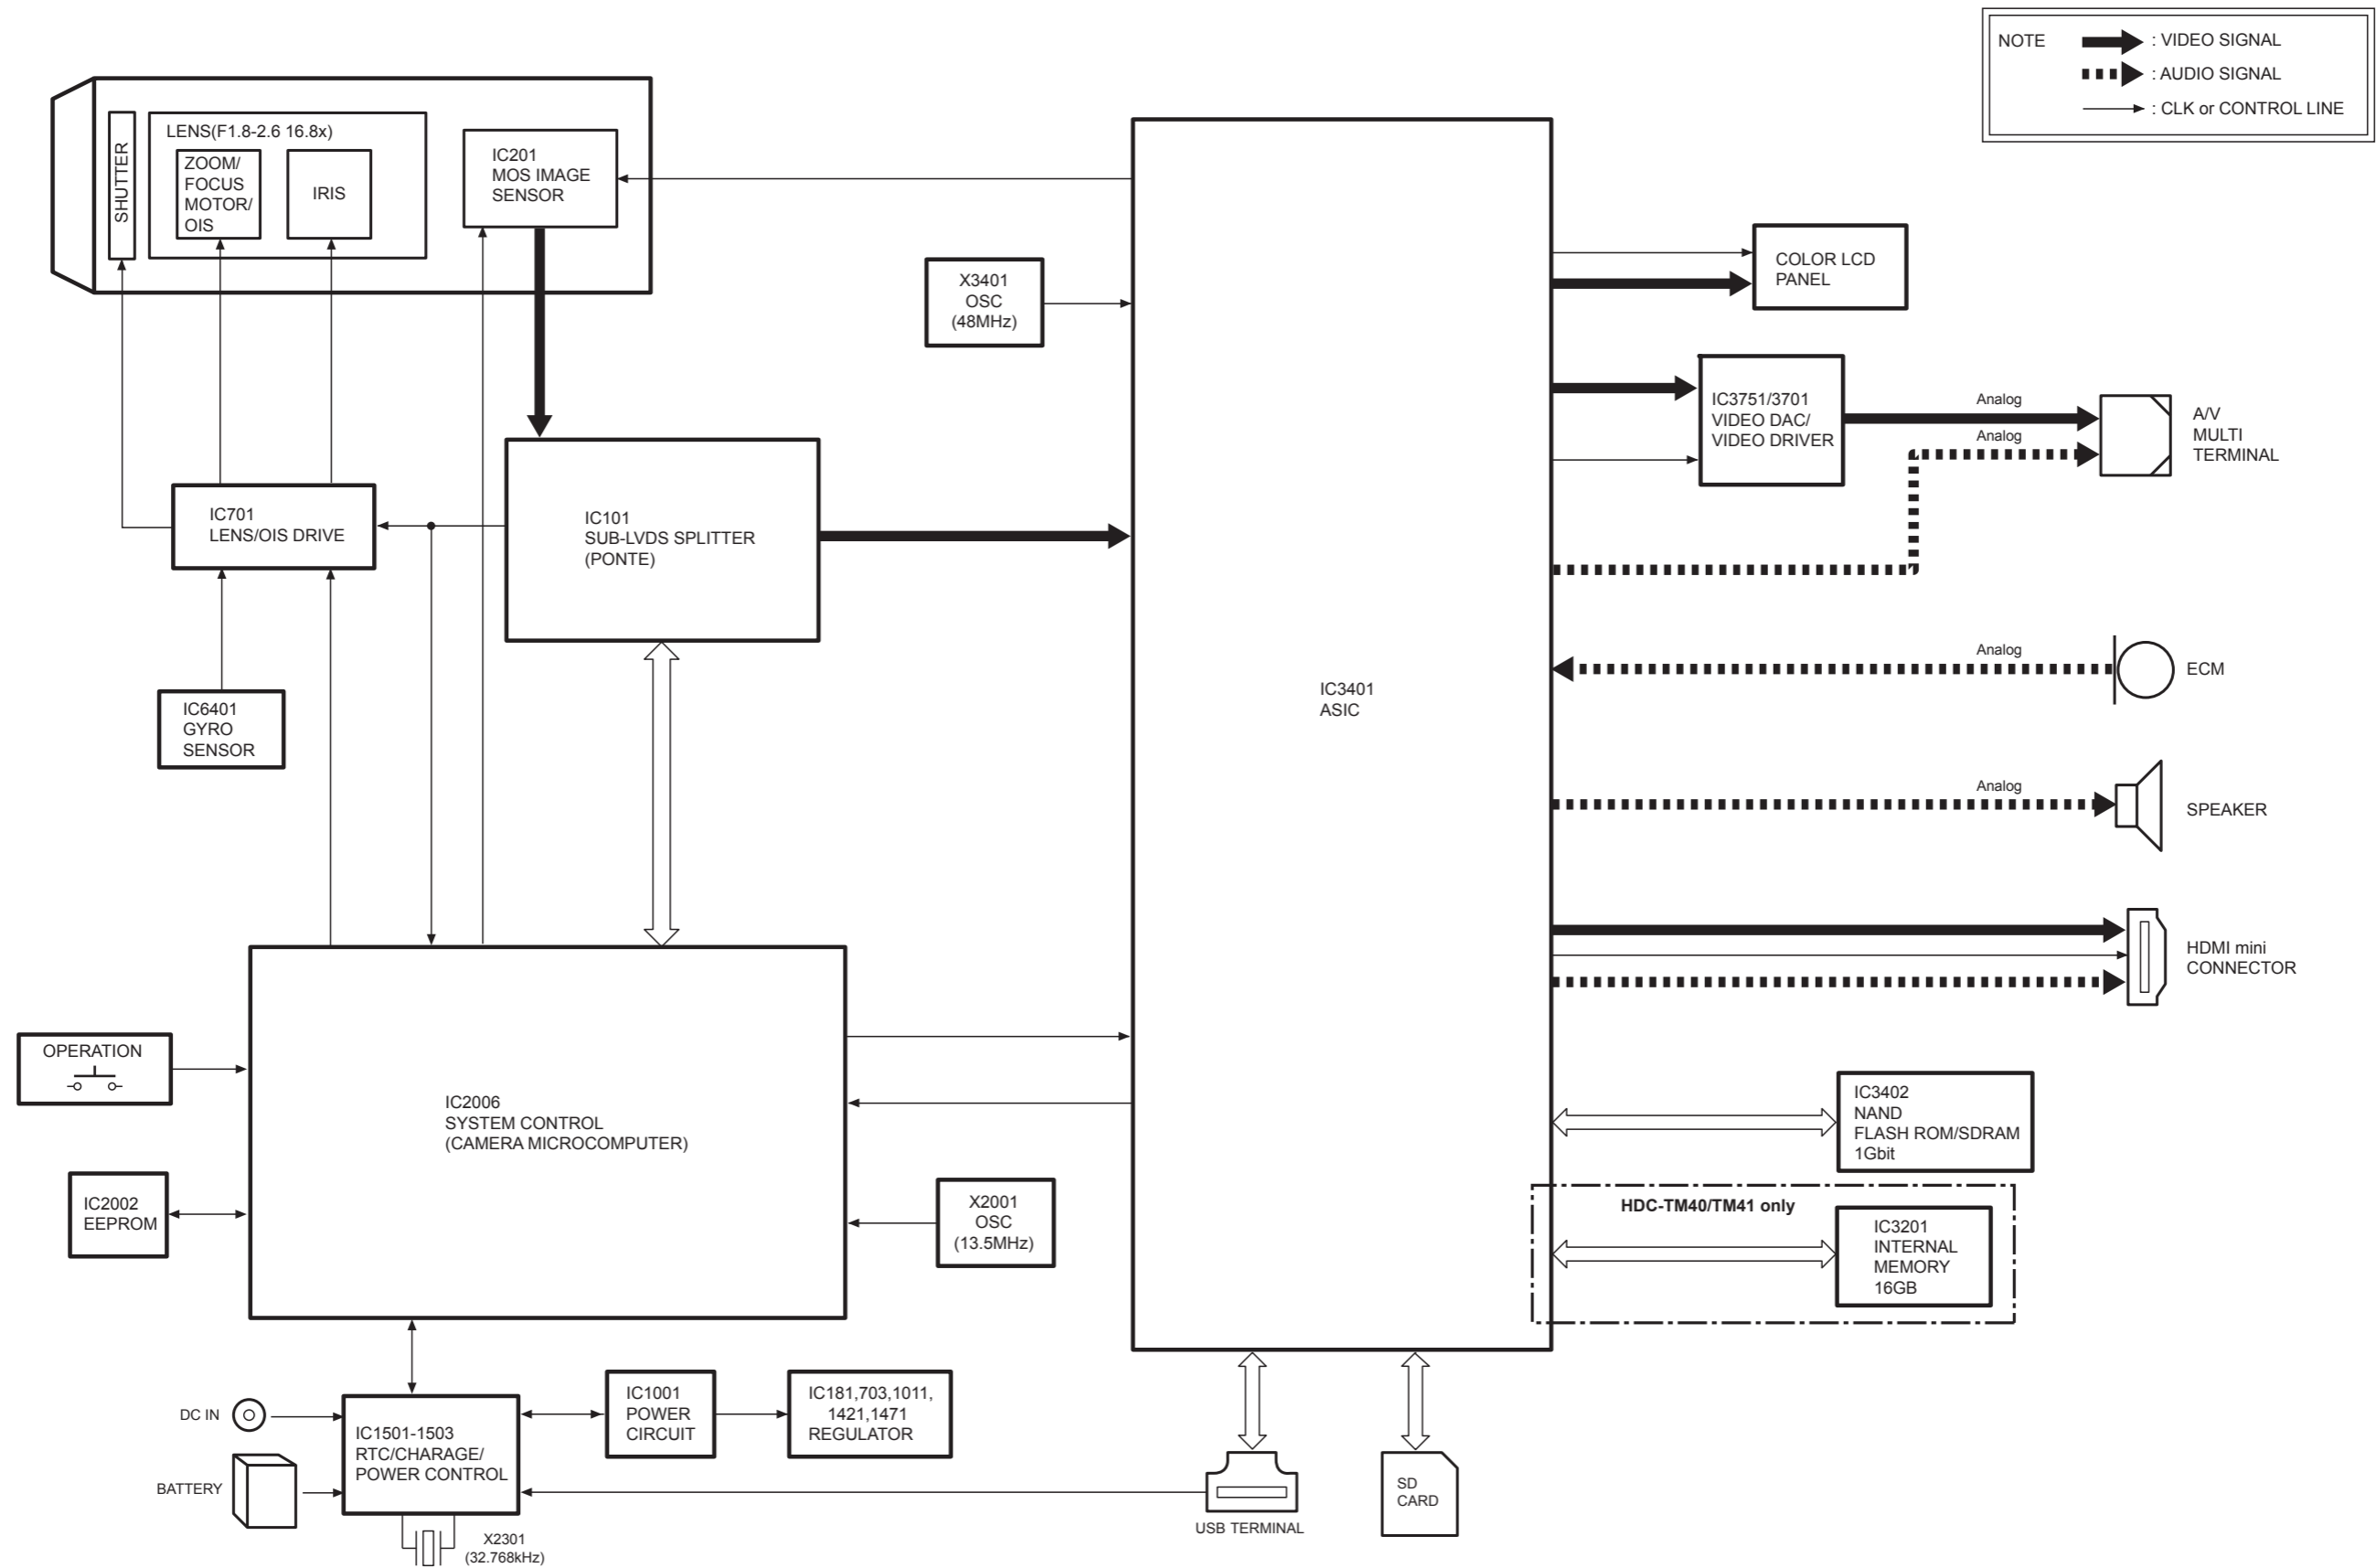 NOTE
: VIDEO SIGNAL
: AUDIO SIGNAL
: CLK or CONTROL LINE
SHUTTER
LENS(F1.8-2.6 16.8x)
ZOOM/
FOCUS
MOTOR/
OIS
IRIS
IC201
MOS IMAGE
SENSOR
X3401
OSC
(48MHz)
COLOR LCD
PANEL
IC3751/3701
VIDEO DAC/
VIDEO DRIVER
Analog
Analog
A/V
MULTI
TERMINAL
IC701
LENS/OIS DRIVE
IC101
SUB-LVDS SPLITTER
(PONTE)
IC6401
GYRO
SENSOR
IC3401
ASIC
Analog
ECM
Analog
SPEAKER
HDMI mini
CONNECTOR
OPERATION
IC2006
SYSTEM CONTROL
(CAMERA MICROCOMPUTER)
IC2002
EEPROM
X2001
OSC
(13.5MHz)
IC3402
NAND
FLASH ROM/SDRAM
1Gbit
HDC-TM40/TM41 only
IC3201
INTERNAL
MEMORY
16GB
DC IN
BATTERY
IC1501-1503
RTC/CHARAGE/
POWER CONTROL
IC1001
POWER
CIRCUIT
IC181,703,1011,
1421,1471
REGULATOR
X2301
(32.768kHz)
USB TERMINAL
SD
CARD